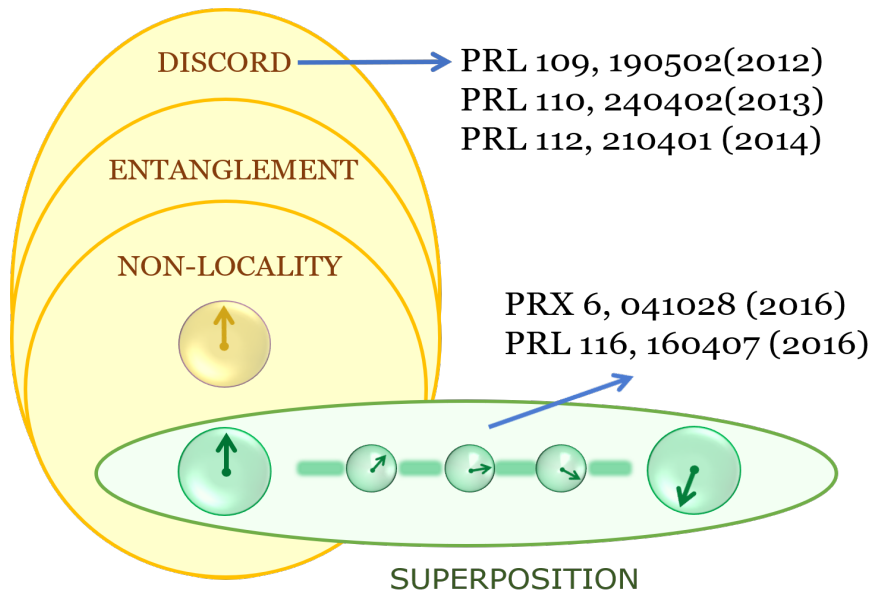 DISCORD
PRL 109, 190502(2012)
PRL 110, 240402(2013)
PRL 112, 210401 (2014)
ENTANGLEMENT
NON-LOCALITY
PRX 6, 041028 (2016)
PRL 116, 160407 (2016)
SUPERPOSITION